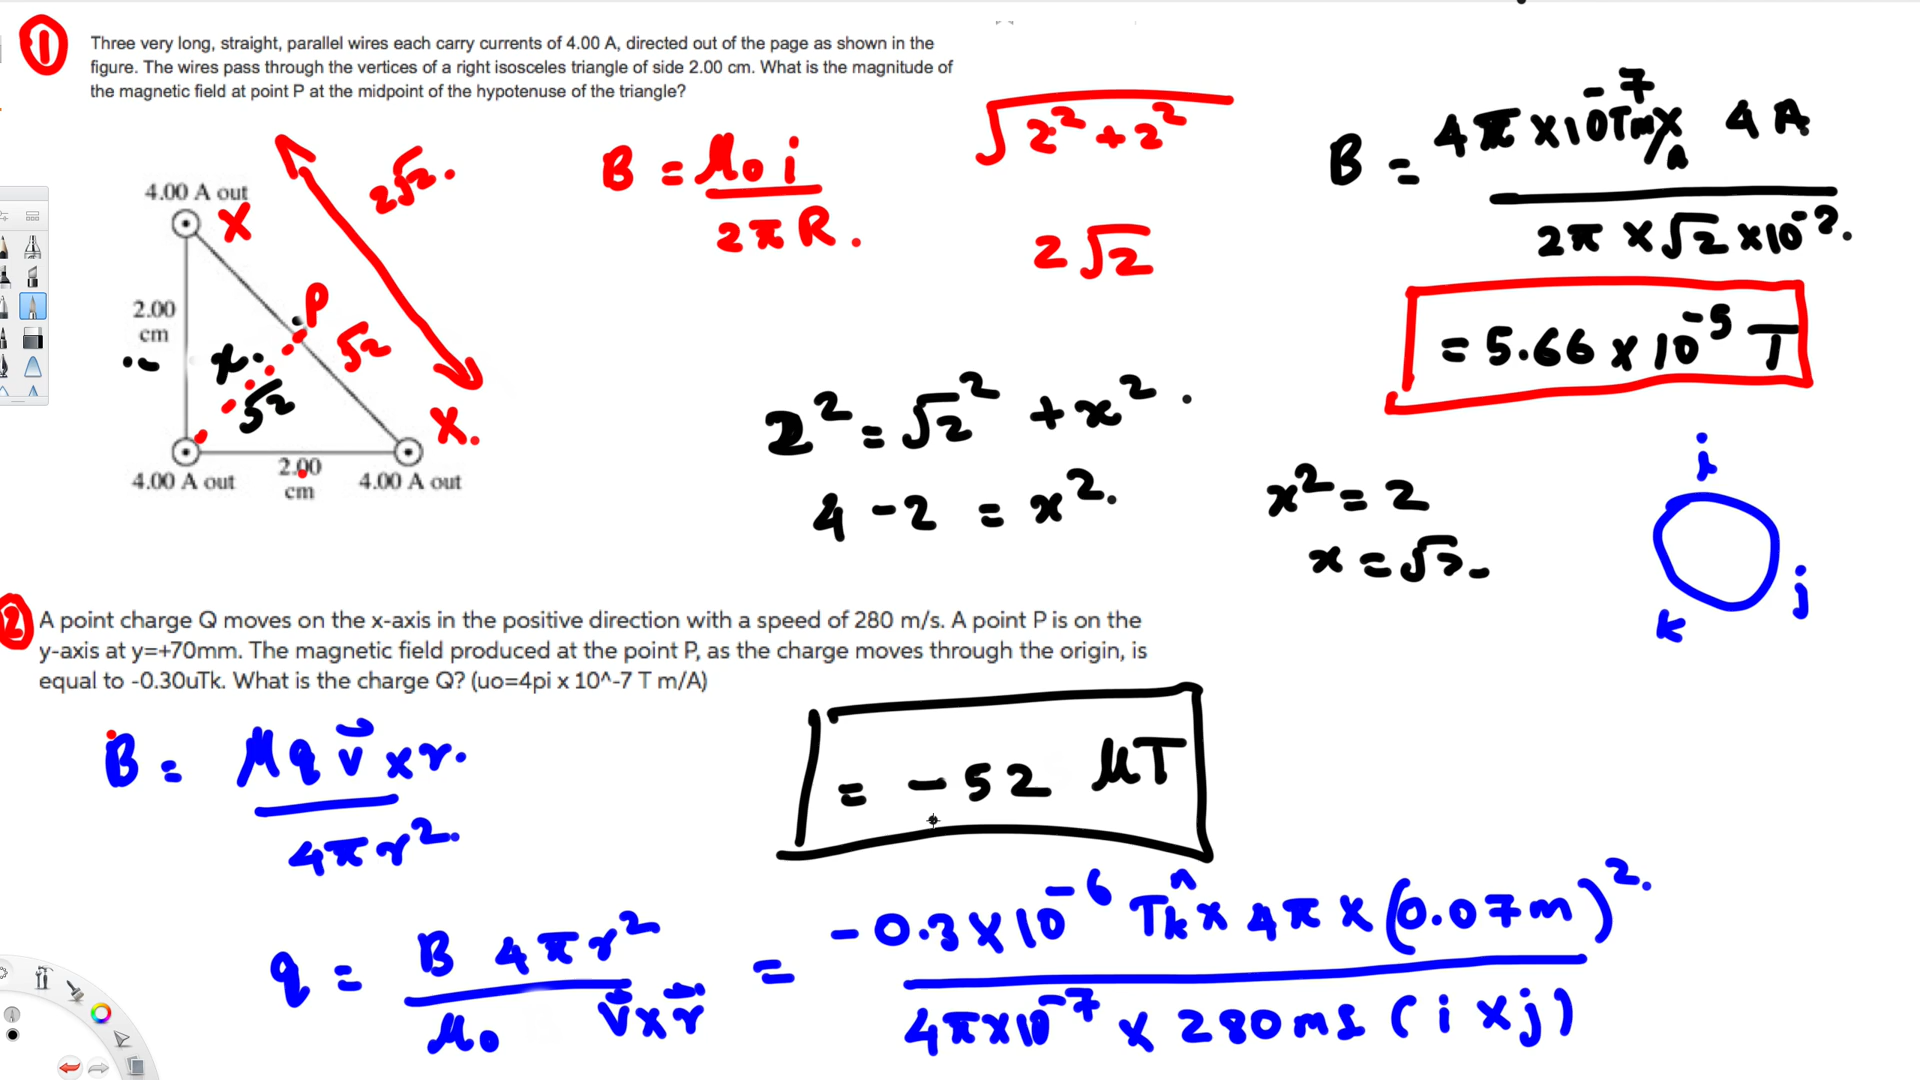 1
Three very long, straight, parallel wires each carry currents of 4.00 A, directed out of the page as shown in the
figure. The wires pass through the vertices of a right isosceles triangle of side 2.00 cm. What is the magnitude of
the magnetic field at point P at the midpoint of the hypotenuse of the triangle?
4.00 A out
X
2√2.
2.00
cm
P
√2
x.
√2
X.
4.00 A out
2.00
cm
4.00 A out
B = μ₀ i
2π R.
√2² + 2²
2√2
B = 4π × 10⁻⁷ Tm/A × 4 A
2π × √2 × 10⁻².
= 5.66 × 10⁻⁵ T
2² = √2² + x².
4 - 2 = x².
x² = 2
x = √2
i
j
k
2
A point charge Q moves on the x-axis in the positive direction with a speed of 280 m/s. A point P is on the
y-axis at y=+70mm. The magnetic field produced at the point P, as the charge moves through the origin, is
equal to -0.30uTk. What is the charge Q? (uo=4pi x 10^-7 T m/A)
B = μ q v⃗ × r.
4π r².
= - 52 μT
q = B 4π r²
μ₀ v⃗ × r⃗
= -0.3 × 10⁻⁶ T k̂ × 4π × (0.07m)².
4π × 10⁻⁷ × 280 ms (i × j)